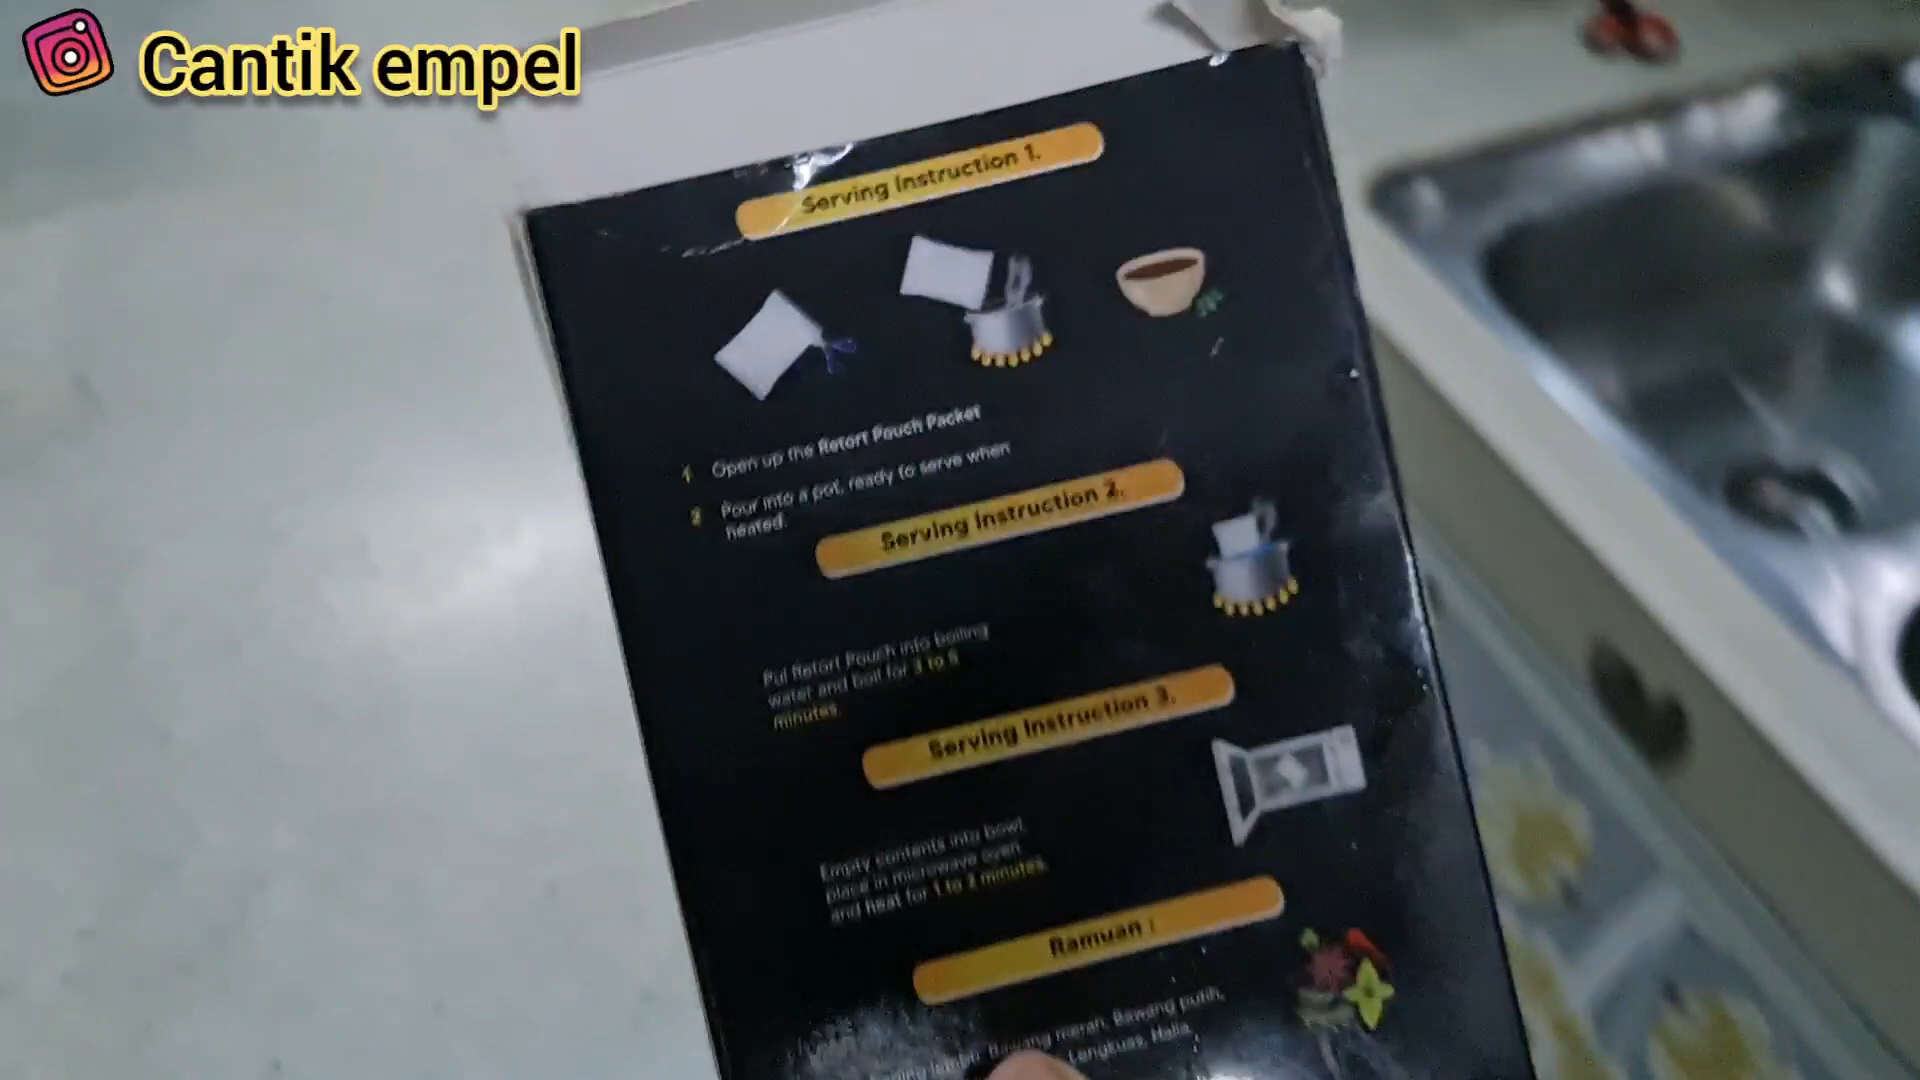 Cantik empel
Serving Instruction 1.
1 Open up the Retort Pouch Packet
2 Pour into a pot, ready to serve when
heated.
Serving Instruction 2.
Put Retort Pouch into boiling
water and boil for 3 to 5
minutes.
Serving Instruction 3.
Empty contents into bowl,
place in microwave oven
and heat for 1 to 2 minutes.
Ramuan :
Bawang merah, Bawang putih,
Lengkuas, Halia,